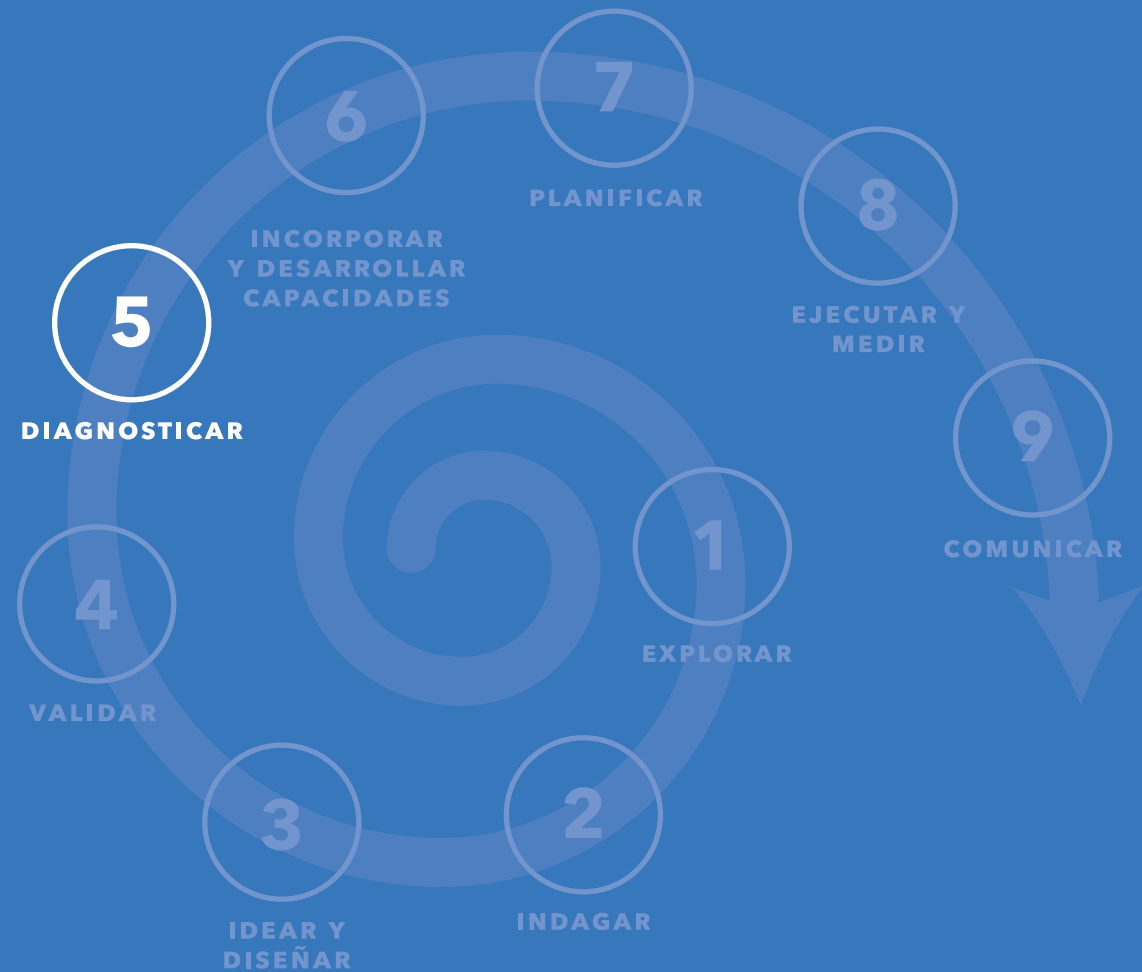 7
PLANIFICAR
6
INCORPORAR
Y DESARROLLAR
CAPACIDADES
8
EJECUTAR Y
MEDIR
5
DIAGNOSTICAR
9
COMUNICAR
1
EXPLORAR
4
VALIDAR
3
IDEAR Y
DISEÑAR
2
INDAGAR